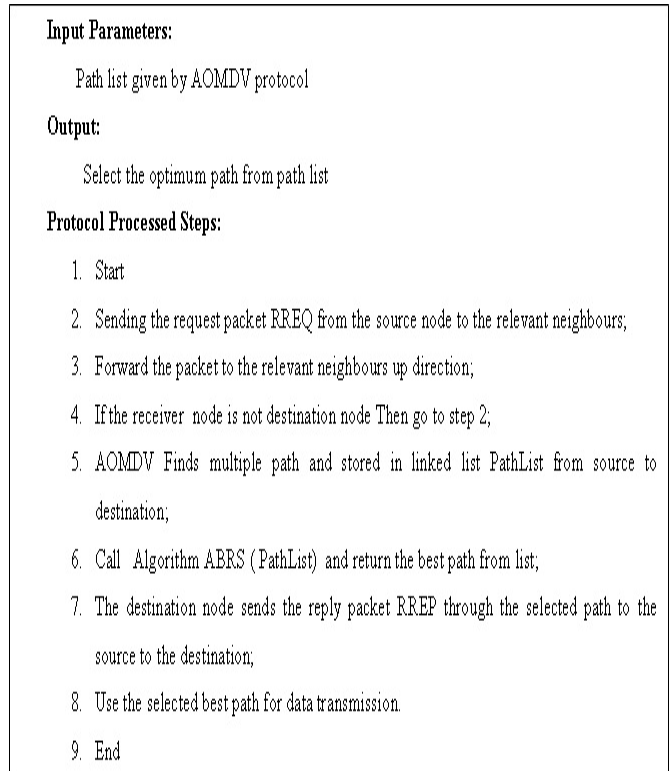 Input Parameters:
Path list given by AOMDV protocol
Output:
Select the optimum path from path list
Protocol Processed Steps:
1. Start
2. Sending the request packet RREQ from the source node to the relevant neighbours;
3. Forward the packet to the relevant neighbours up direction;
4. If the receiver node is not destination node Then go to step 2;
5. AOMDV Finds multiple path and stored in linked list PathList from source to
destination;
6. Call Algorithm ABRS ( PathList) and return the best path from list;
7. The destination node sends the reply packet RREP through the selected path to the
source to the destination;
8. Use the selected best path for data transmission.
9. End